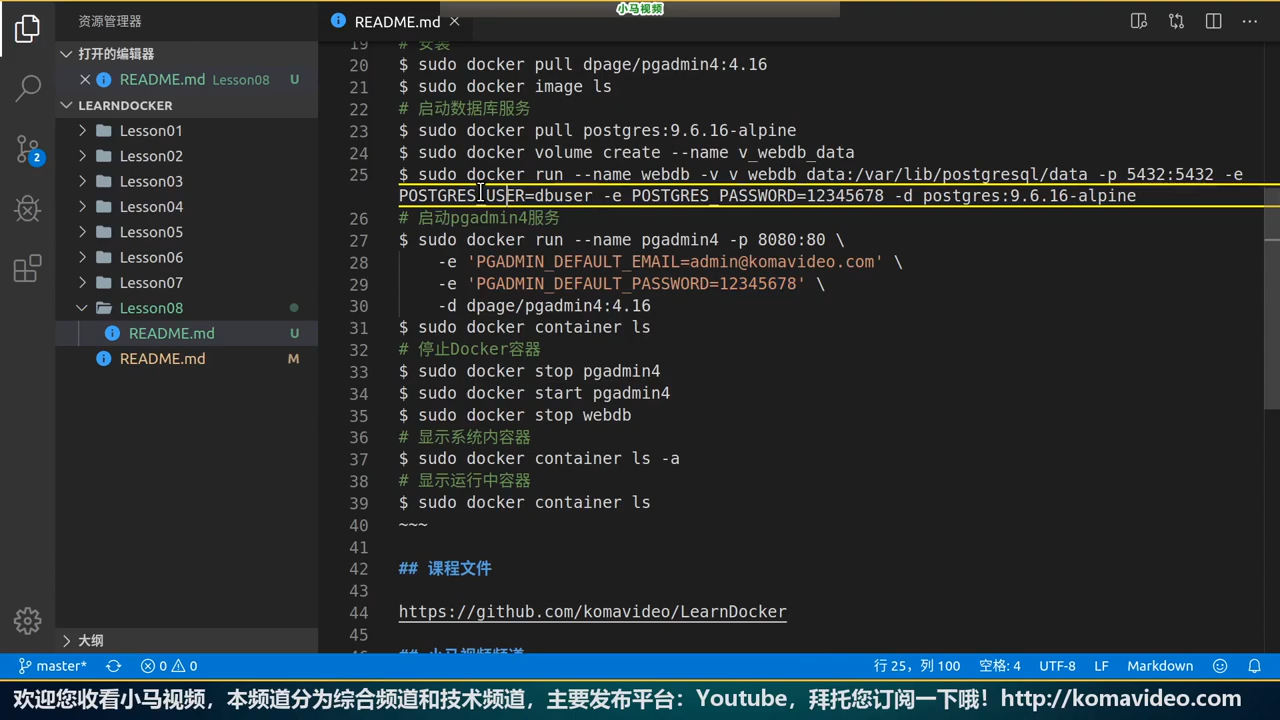 小马视频
资源管理器
README.md
打开的编辑器
README.md Lesson08 U
LEARNDOCKER
Lesson01
Lesson02
Lesson03
Lesson04
Lesson05
Lesson06
Lesson07
Lesson08
README.md U
README.md M
2
大纲
19 # 安装
20 $ sudo docker pull dpage/pgadmin4:4.16
21 $ sudo docker image ls
22 # 启动数据库服务
23 $ sudo docker pull postgres:9.6.16-alpine
24 $ sudo docker volume create --name v_webdb_data
25 $ sudo docker run --name webdb -v v_webdb_data:/var/lib/postgresql/data -p 5432:5432 -e
POSTGRES_USER=dbuser -e POSTGRES_PASSWORD=12345678 -d postgres:9.6.16-alpine
26 # 启动pgadmin4服务
27 $ sudo docker run --name pgadmin4 -p 8080:80 \
28 -e 'PGADMIN_DEFAULT_EMAIL=admin@komavideo.com' \
29 -e 'PGADMIN_DEFAULT_PASSWORD=12345678' \
30 -d dpage/pgadmin4:4.16
31 $ sudo docker container ls
32 # 停止Docker容器
33 $ sudo docker stop pgadmin4
34 $ sudo docker start pgadmin4
35 $ sudo docker stop webdb
36 # 显示系统内容器
37 $ sudo docker container ls -a
38 # 显示运行中容器
39 $ sudo docker container ls
40 ~~~
41
42 ## 课程文件
43
44 https://github.com/komavideo/LearnDocker
45
46 ## 小马视频频道
master* 0 0 行 25，列 100 空格: 4 UTF-8 LF Markdown
欢迎您收看小马视频，本频道分为综合频道和技术频道，主要发布平台：Youtube，拜托您订阅一下哦！http://komavideo.com